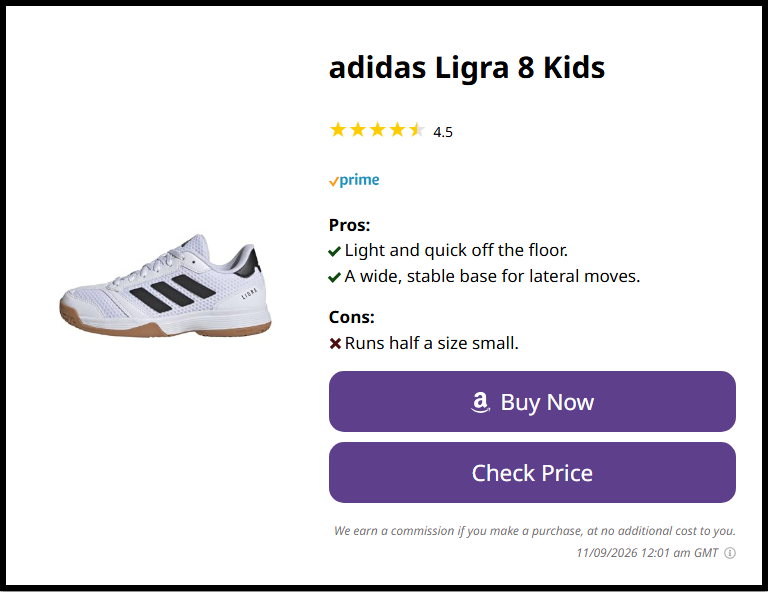 adidas Ligra 8 Kids
4.5
prime
Pros:
Light and quick off the floor.
A wide, stable base for lateral moves.
LIGRA
Cons:
Runs half a size small.
Buy Now
Check Price
We earn a commission if you make a purchase, at no additional cost to you.
11/09/2026 12:01 am GMT